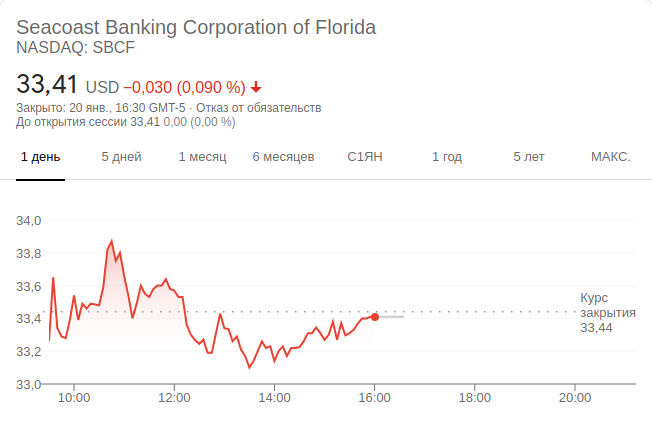 Seacoast Banking Corporation of Florida
NASDAQ: SBCF
33,41 USD −0,030 (0,090 %)
Закрыто: 20 янв., 16:30 GMT-5 · Отказ от обязательств
До открытия сессии 33,41 0,00 (0,00 %)
1 день 5 дней 1 месяц 6 месяцев С1ЯН 1 год 5 лет МАКС.
34,0
33,8
33,6
33,4
33,2
33,0
Курс
закрытия
33,44
10:00 12:00 14:00 16:00 18:00 20:00